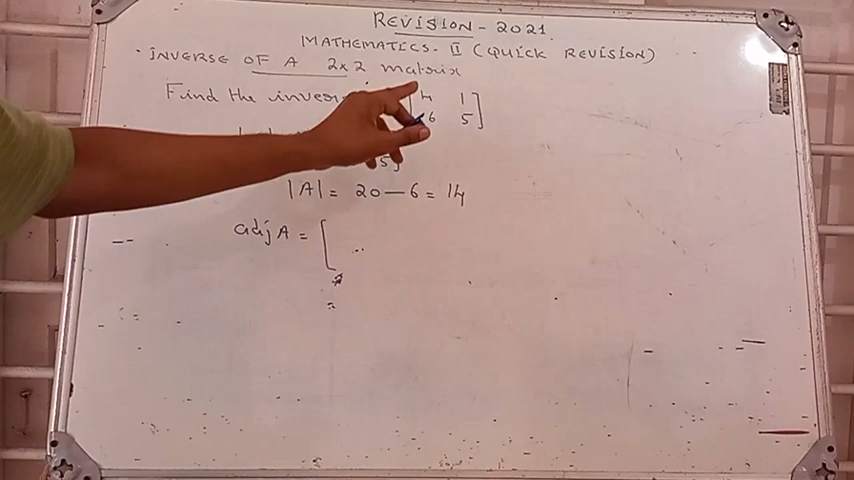 REVISION - 2021
MATHEMATICS - II (QUICK REVISION)
INVERSE OF A 2x2 matrix
Find the inver 4 1
6 5
5
|A| = 20 - 6 = 14
adj A = [